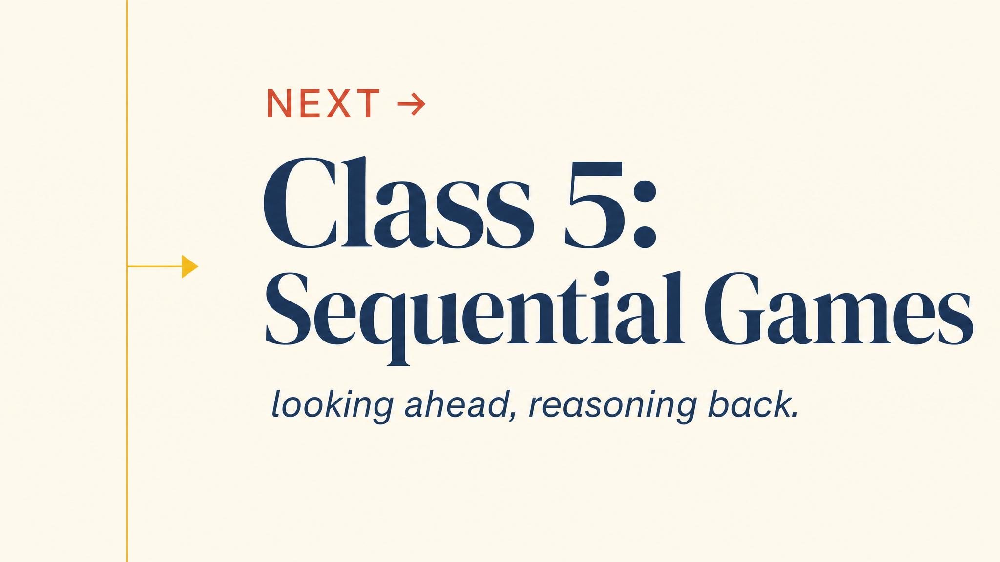 NEXT →
Class 5:
Sequential Games
looking ahead, reasoning back.